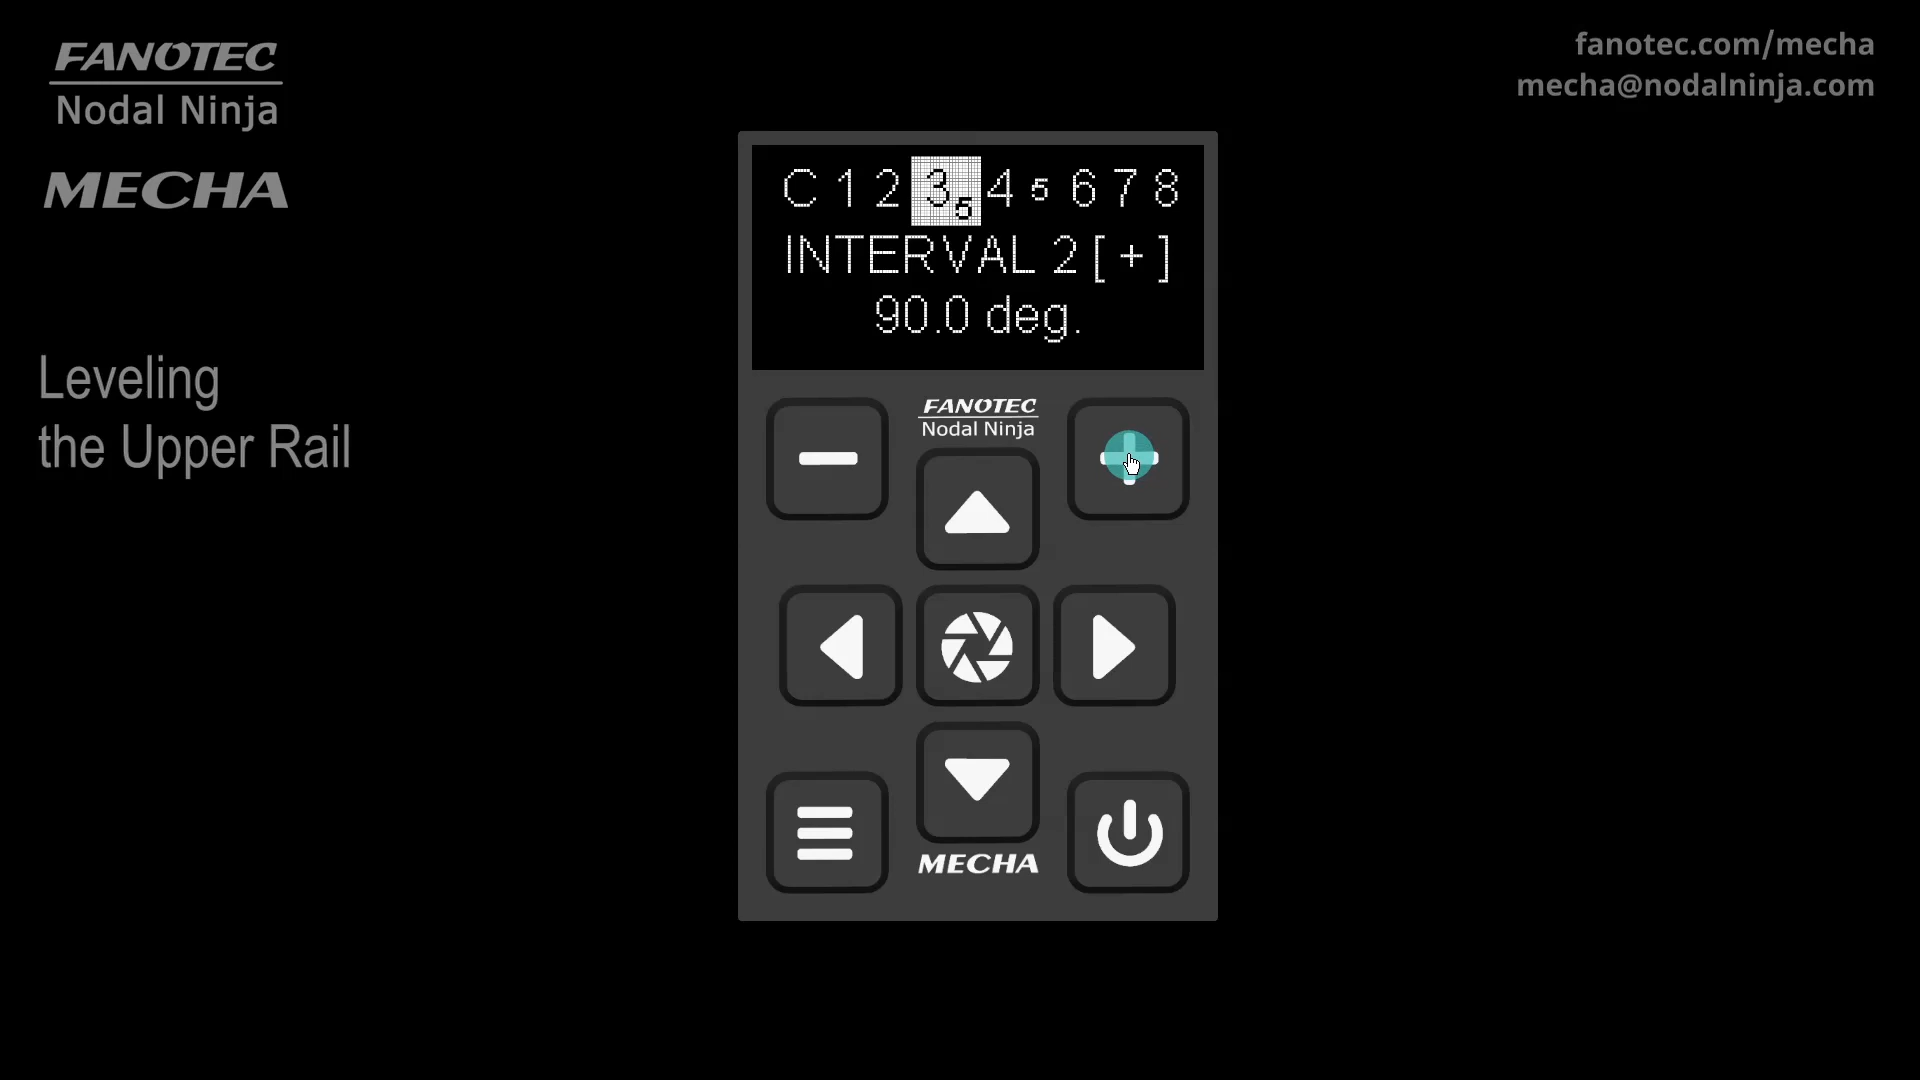 FANOTEC
Nodal Ninja
MECHA
fanotec.com/mecha
mecha@nodalninja.com
Leveling
the Upper Rail
C 1 2 3 5 4 5 6 7 8
INTERVAL 2 [ + ]
90.0 deg.
FANOTEC
Nodal Ninja
MECHA